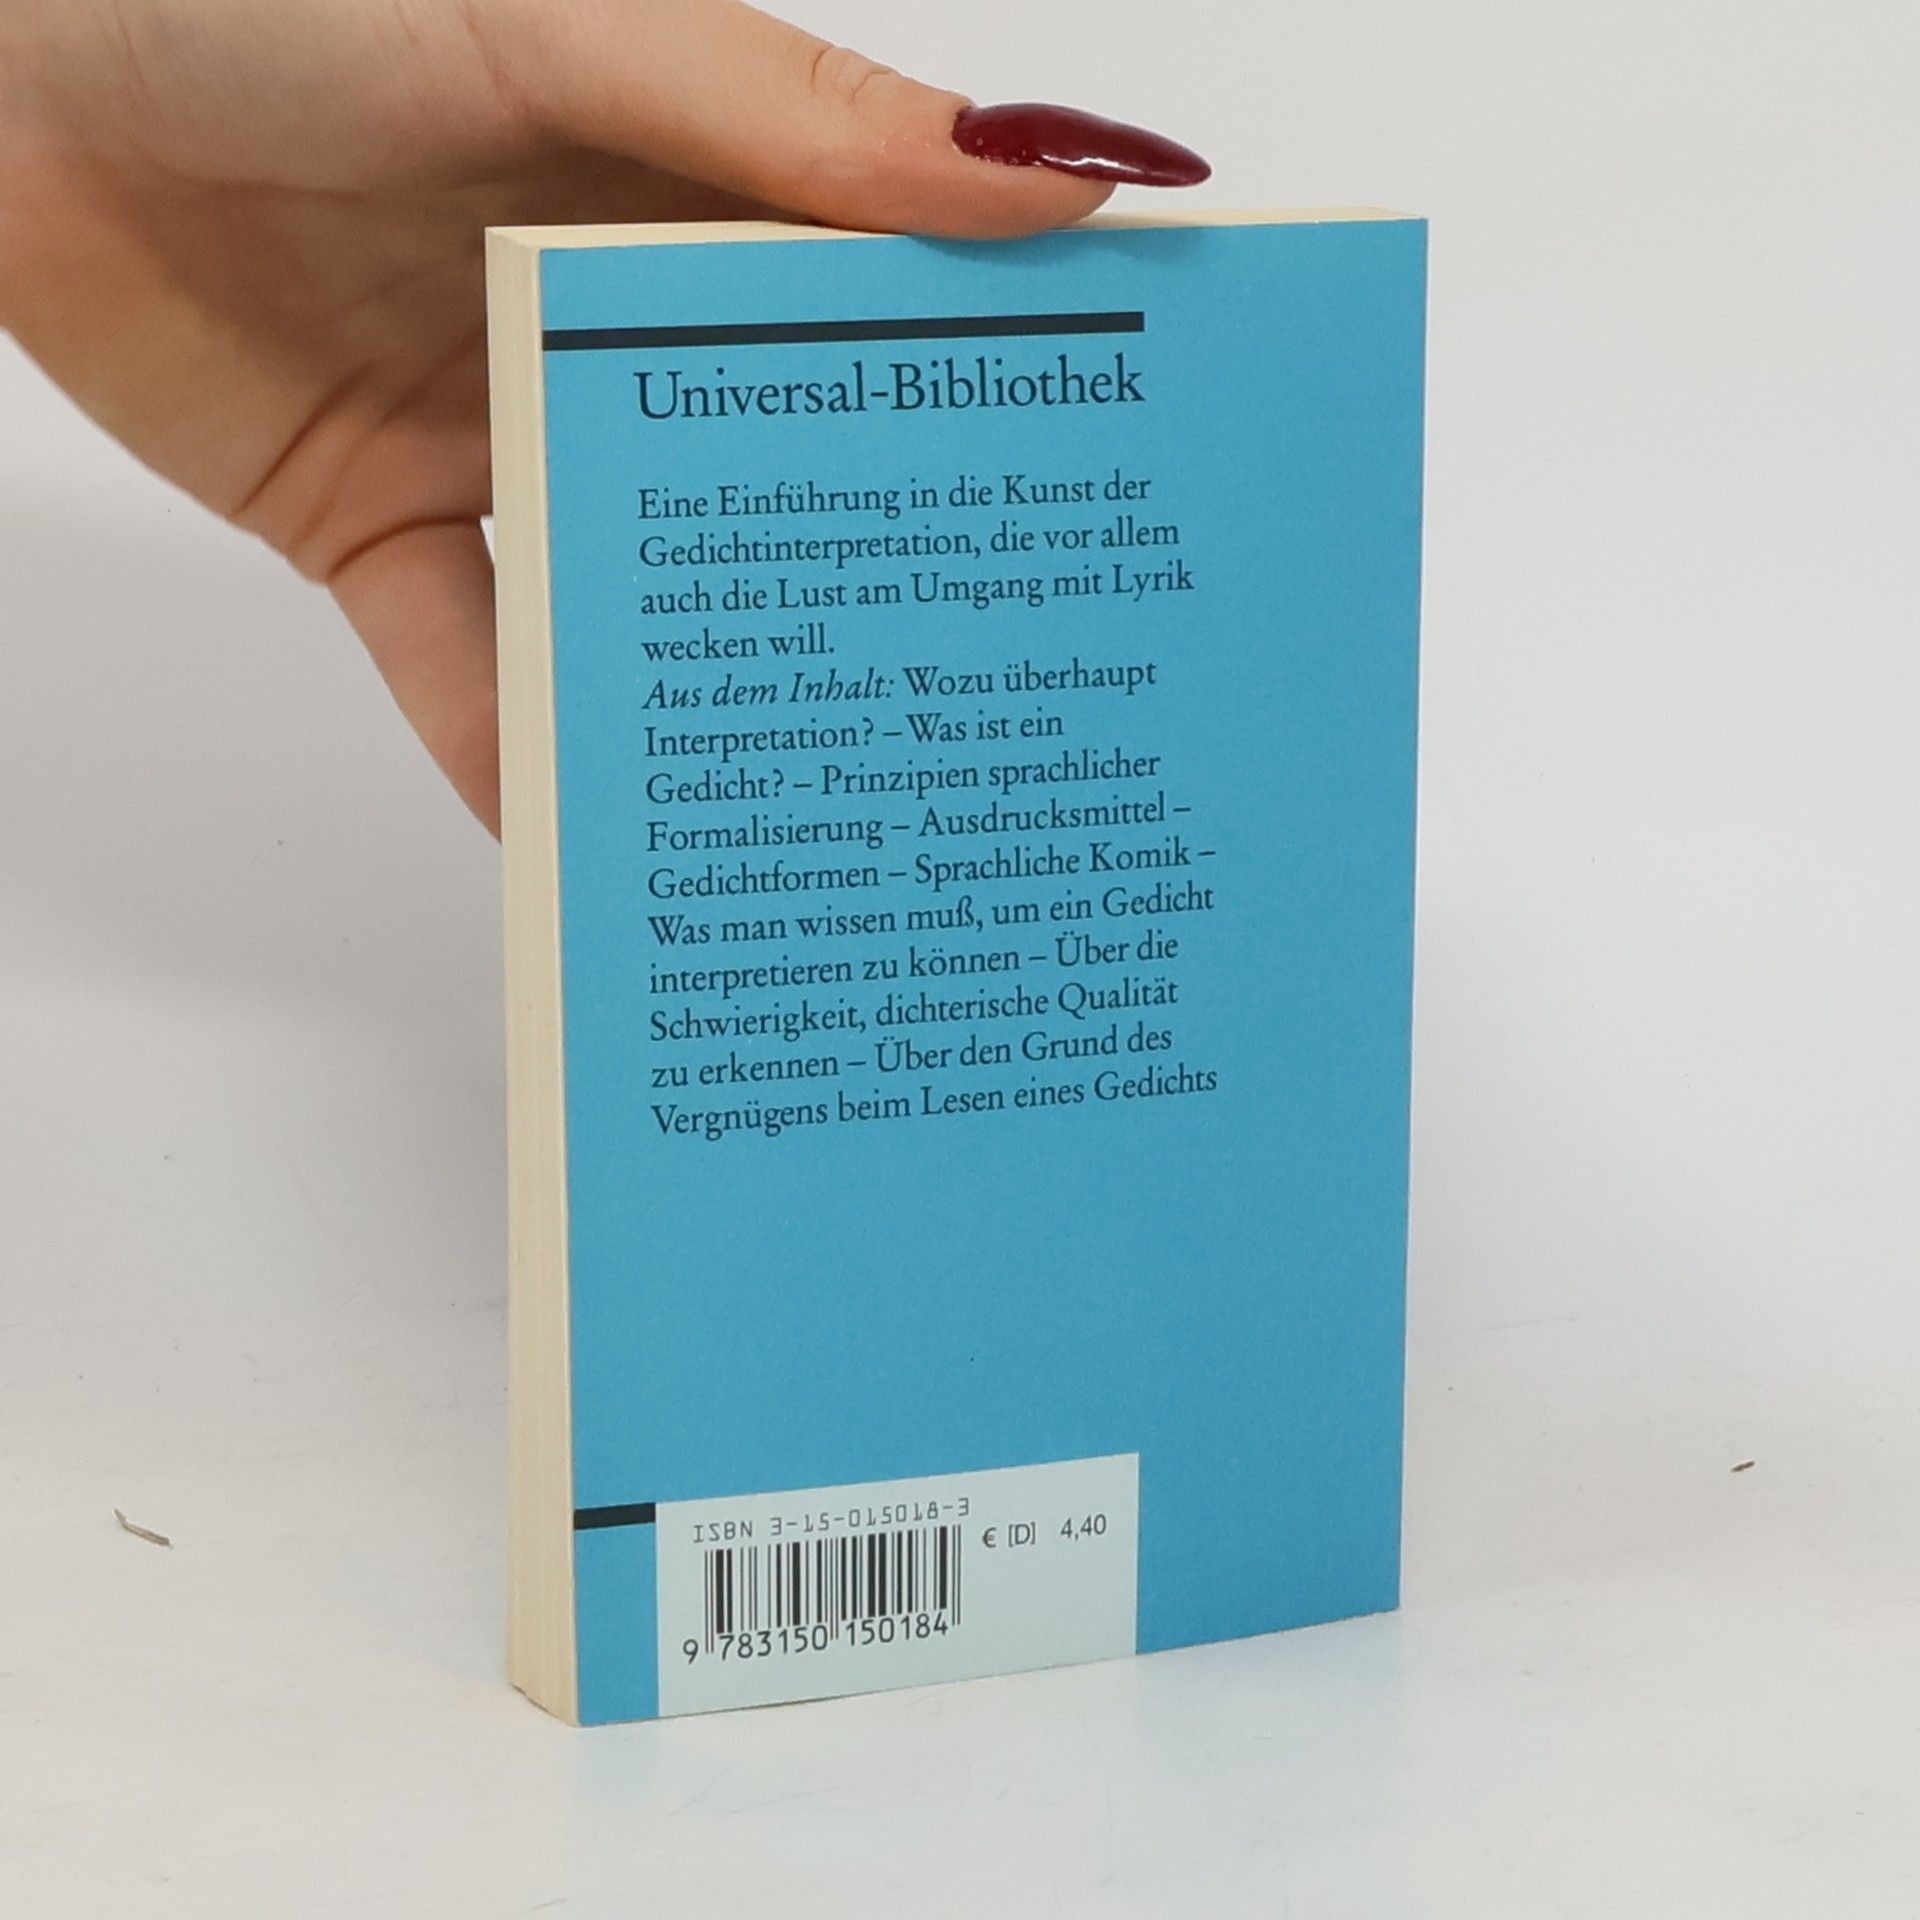 Universal-Bibliothek
Eine Einführung in die Kunst der
Gedichtinterpretation, die vor allem
auch die Lust am Umgang mit Lyrik
wecken will.
Aus dem Inhalt: Wozu überhaupt
Interpretation? – Was ist ein
Gedicht? – Prinzipien sprachlicher
Formalisierung – Ausdrucksmittel –
Gedichtformen – Sprachliche Komik –
Was man wissen muß, um ein Gedicht
interpretieren zu können – Über die
Schwierigkeit, dichterische Qualität
zu erkennen – Über den Grund des
Vergnügens beim Lesen eines Gedichts
ISBN 3-15-015018-3
€ [D] 4,40
9 783150 150184